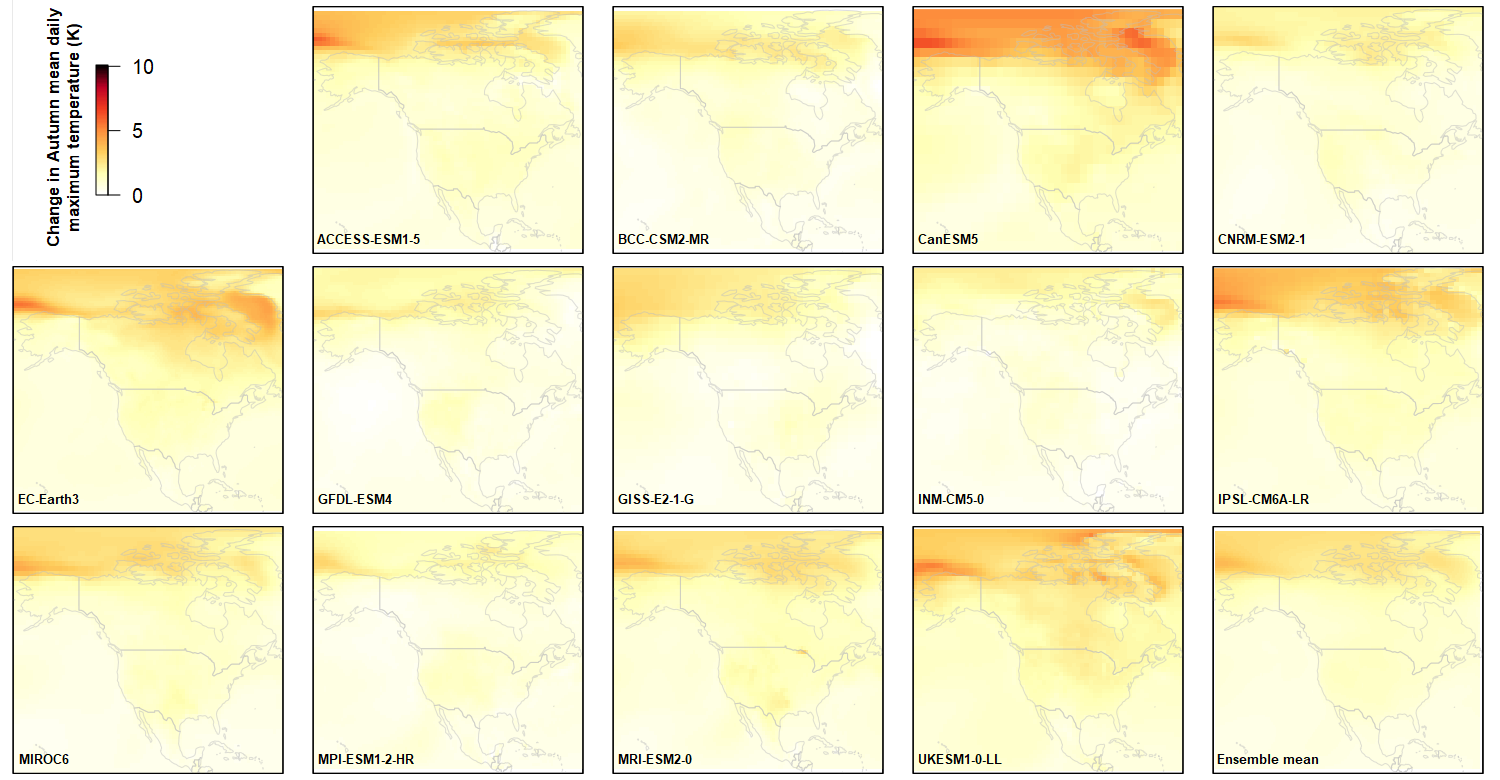 Change in Autumn mean daily
maximum temperature (K)
10
5
0
ACCESS-ESM1-5
BCC-CSM2-MR
CanESM5
CNRM-ESM2-1
EC-Earth3
GFDL-ESM4
GISS-E2-1-G
INM-CM5-0
IPSL-CM6A-LR
MIROC6
MPI-ESM1-2-HR
MRI-ESM2-0
UKESM1-0-LL
Ensemble mean